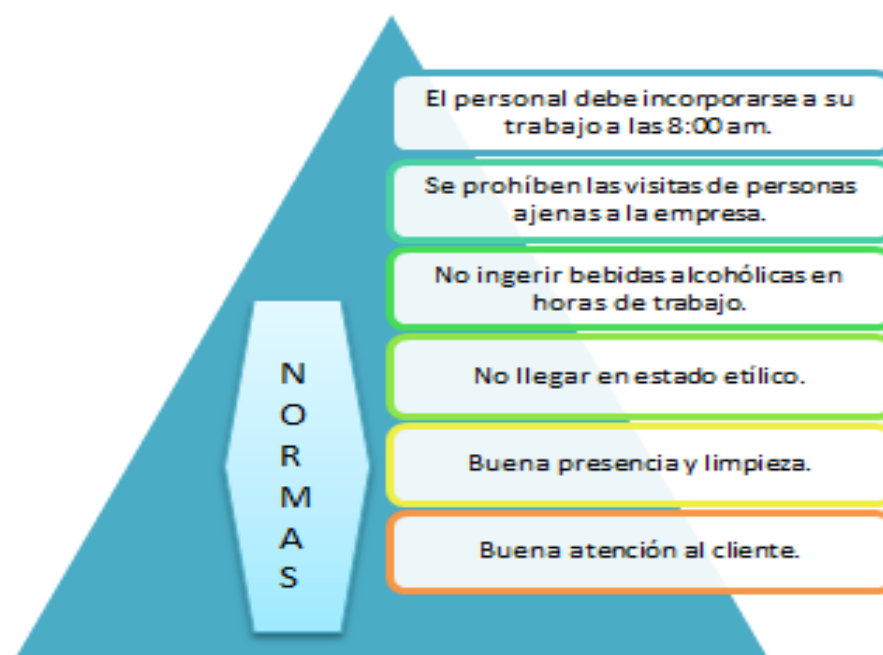 El personal debe incorporarse a su
trabajo a las 8:00 am.
Se prohíben las visitas de personas
ajenas a la empresa.
No ingerir bebidas alcohólicas en
horas de trabajo.
No llegar en estado etílico.
Buena presencia y limpieza.
Buena atención al cliente.
N
O
R
M
A
S